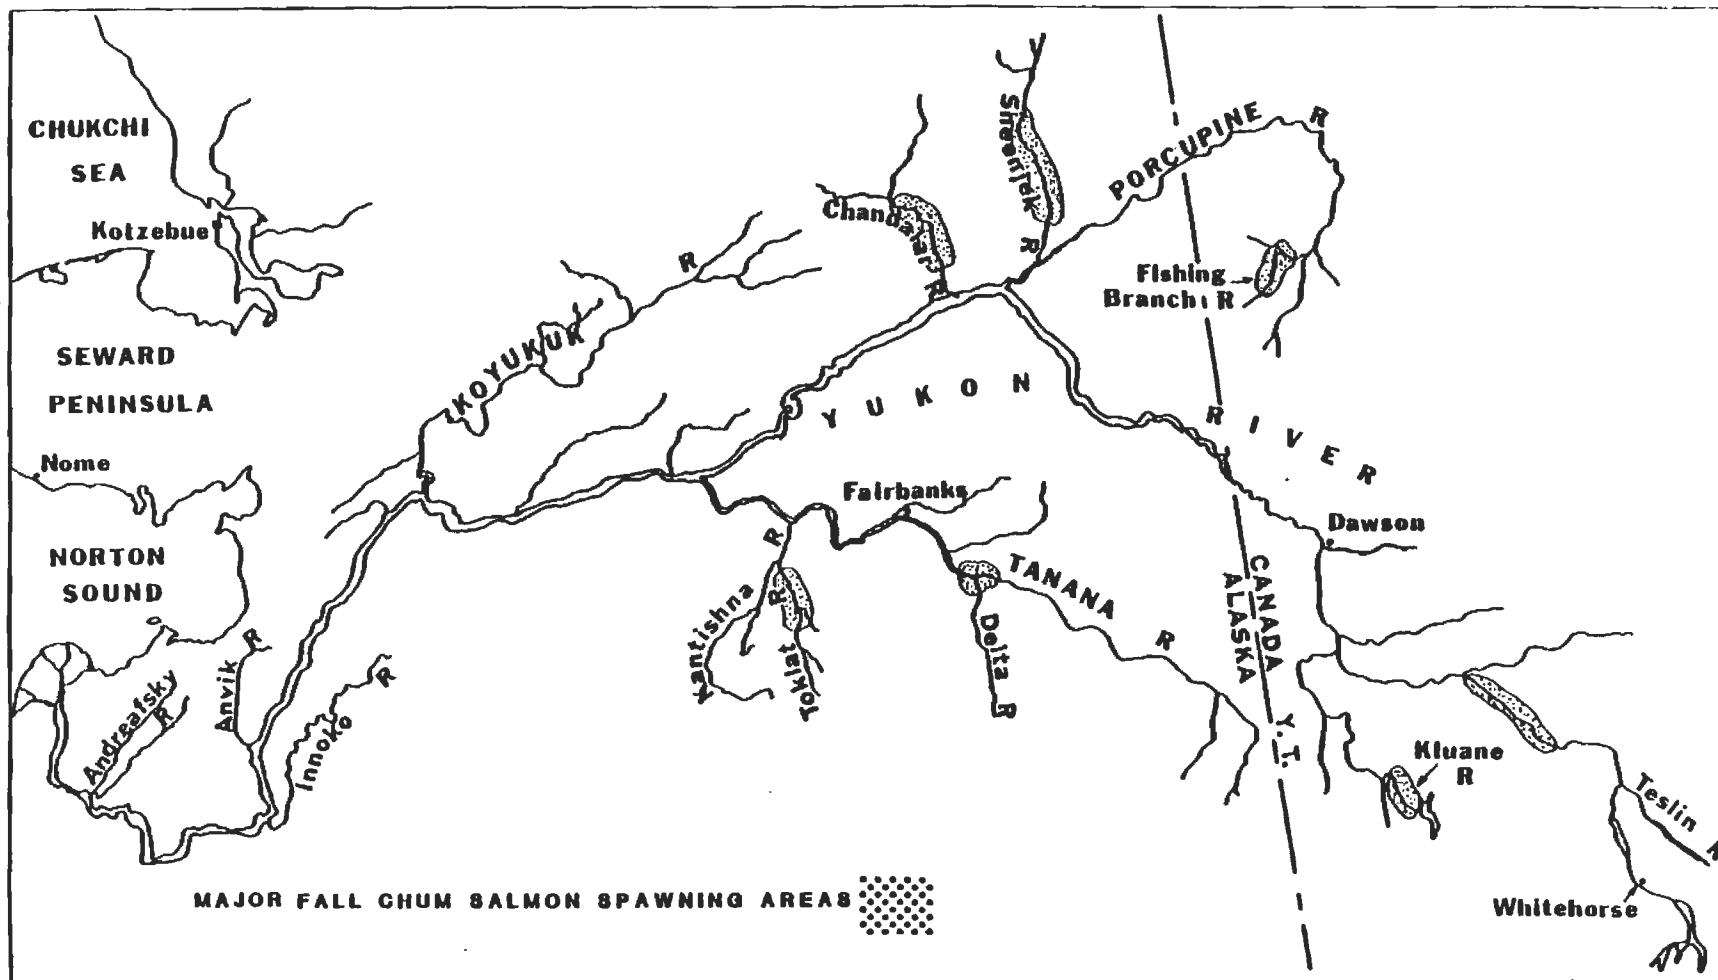 CHUKCHI
SEA
Kotzebue
SEWARD
PENINSULA
Nome
NORTON
SOUND
Andreafsky R
Anvik R
Innoko R
KOYUKUK R
Chandalar R
Sheenjek R
PORCUPINE R
Fishing
Branch R
YUKON RIVER
Fairbanks
Kantishna R
Toklat R
Delta R
TANANA R
Dawson
CANADA
ALASKA
Y.T.
Kluane
R
Teslin R
Whitehorse
MAJOR FALL CHUM SALMON SPAWNING AREAS